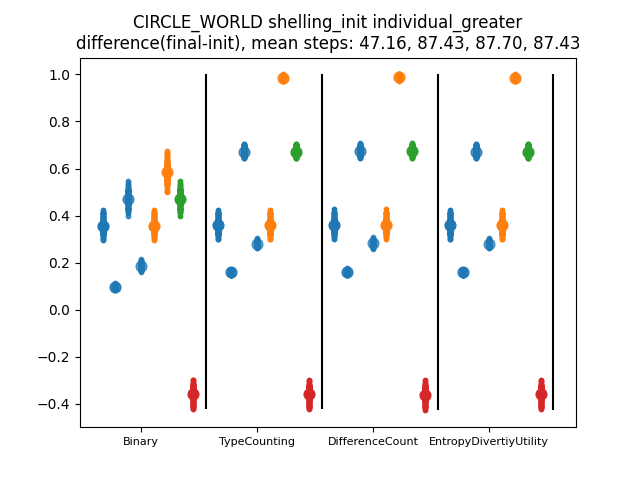 CIRCLE_WORLD shelling_init individual_greater
difference(final-init), mean steps: 47.16, 87.43, 87.70, 87.43
1.0
0.8
0.6
0.4
0.2
0.0
−0.2
−0.4
Binary TypeCounting DifferenceCount EntropyDivertiyUtility